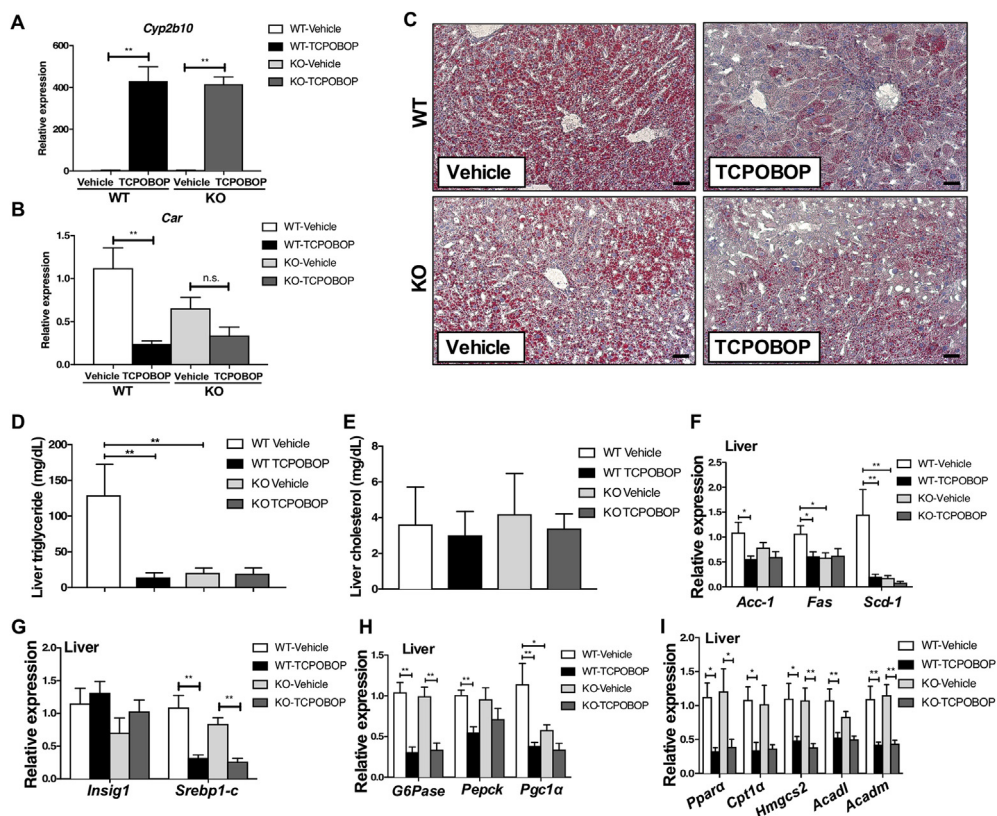 A
Cyp2b10
Relative expression
600
400
200
0
**
**
Vehicle TCPOBOP Vehicle TCPOBOP
WT KO
WT-Vehicle
WT-TCPOBOP
KO-Vehicle
KO-TCPOBOP
B
Car
Relative expression
1.5
1.0
0.5
0.0
**
n.s.
Vehicle TCPOBOP Vehicle TCPOBOP
WT KO
WT-Vehicle
WT-TCPOBOP
KO-Vehicle
KO-TCPOBOP
C
WT
Vehicle
TCPOBOP
KO
Vehicle
TCPOBOP
D
Liver triglyceride (mg/dL)
200
150
100
50
0
**
**
WT Vehicle
WT TCPOBOP
KO Vehicle
KO TCPOBOP
E
Liver cholesterol (mg/dL)
8
6
4
2
0
WT Vehicle
WT TCPOBOP
KO Vehicle
KO TCPOBOP
F
Liver
Relative expression
2.5
2.0
1.5
1.0
0.5
0.0
*
*
*
**
**
Acc-1 Fas Scd-1
WT-Vehicle
WT-TCPOBOP
KO-Vehicle
KO-TCPOBOP
G
Liver
Relative expression
2.0
1.5
1.0
0.5
0.0
**
**
Insig1 Srebp1-c
WT-Vehicle
WT-TCPOBOP
KO-Vehicle
KO-TCPOBOP
H
Liver
Relative expression
1.5
1.0
0.5
0.0
**
**
**
*
**
G6Pase Pepck Pgc1α
WT-Vehicle
WT-TCPOBOP
KO-Vehicle
KO-TCPOBOP
I
Liver
Relative expression
2.0
1.5
1.0
0.5
0.0
* * * * ** ** ** **
Pparα Cpt1α Hmgcs2 Acadl Acadm
WT-Vehicle
WT-TCPOBOP
KO-Vehicle
KO-TCPOBOP